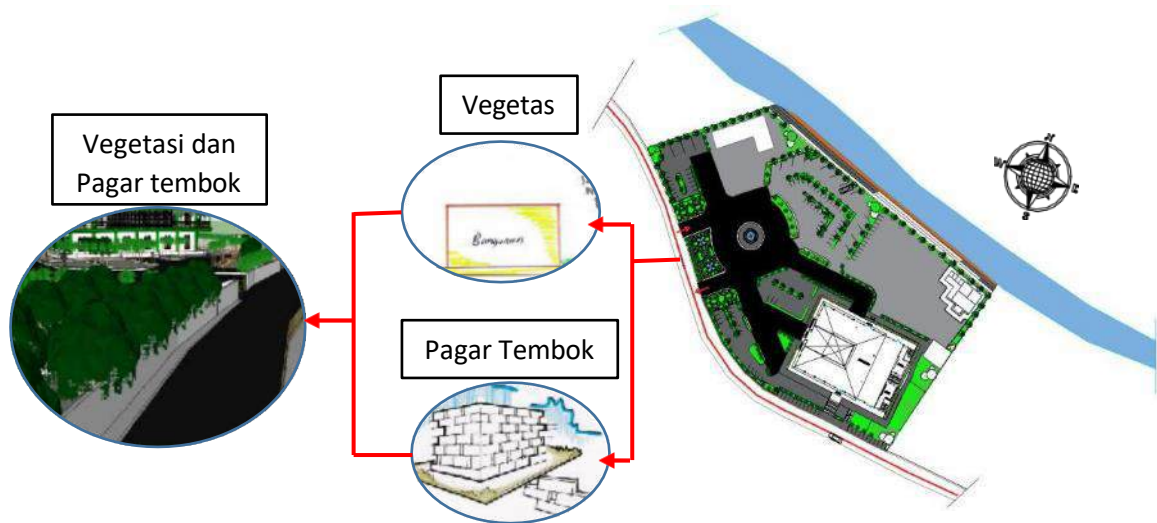 Vegetas
Vegetasi dan
Pagar tembok
Bangunan
Pagar Tembok
N
W
E
S